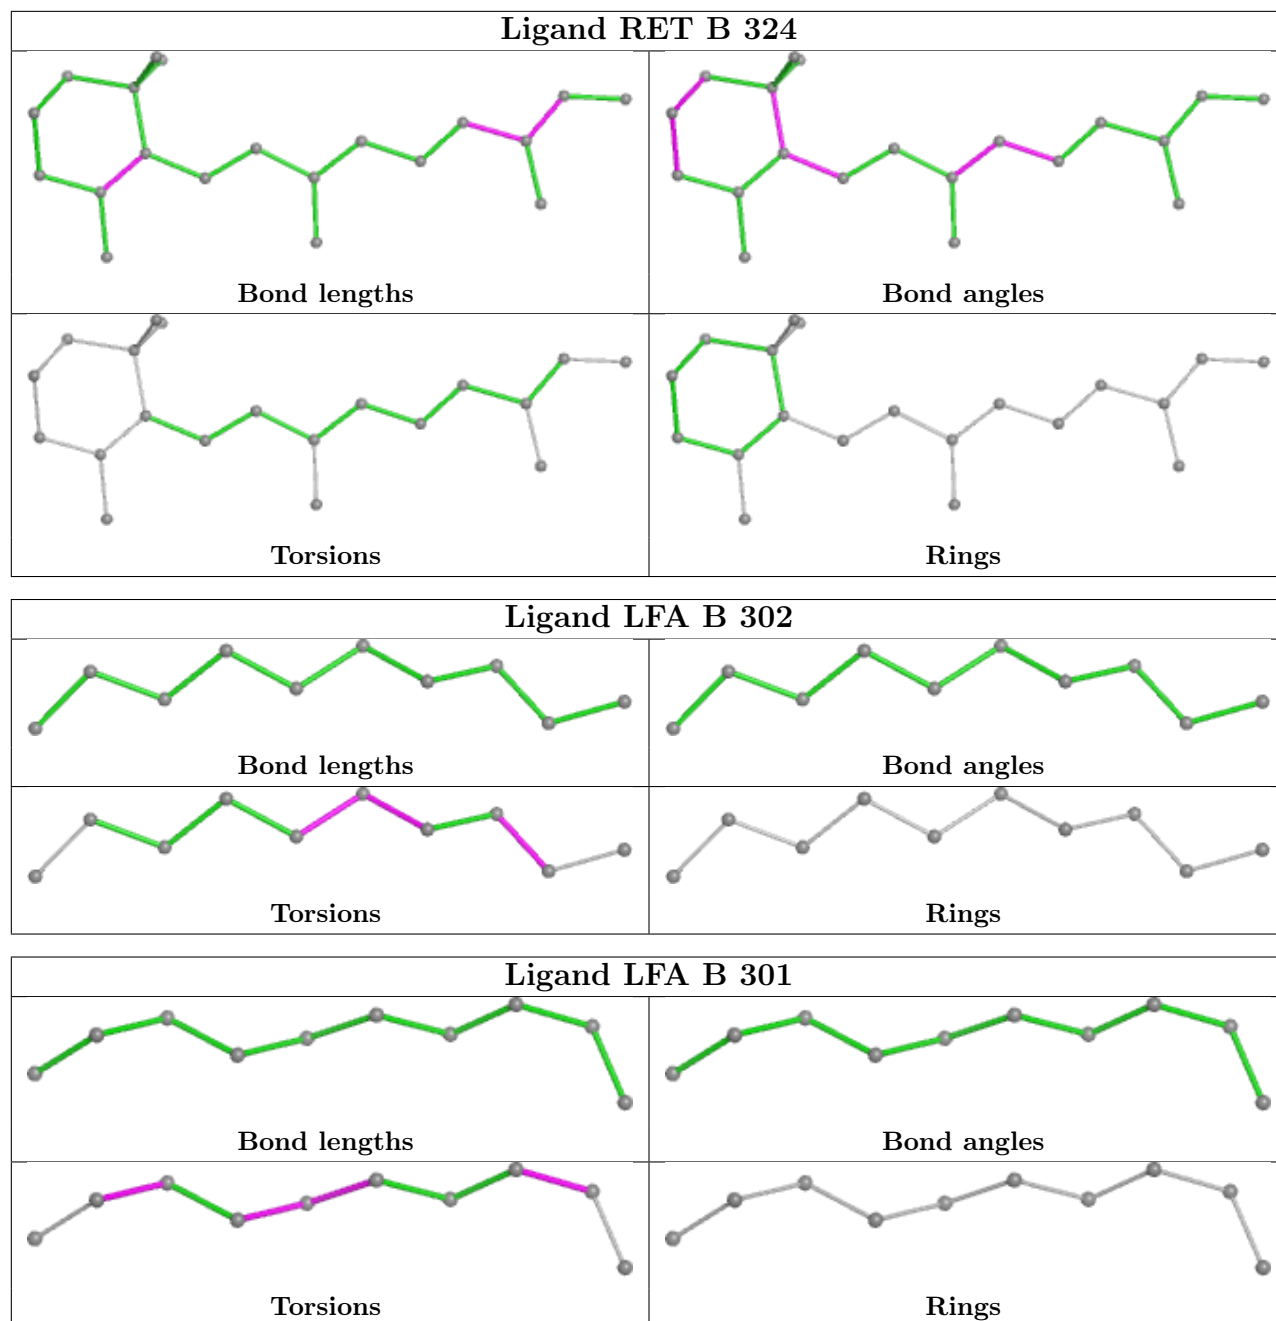 Ligand RET B 324
Bond lengths
Bond angles
Torsions
Rings
Ligand LFA B 302
Bond lengths
Bond angles
Torsions
Rings
Ligand LFA B 301
Bond lengths
Bond angles
Torsions
Rings